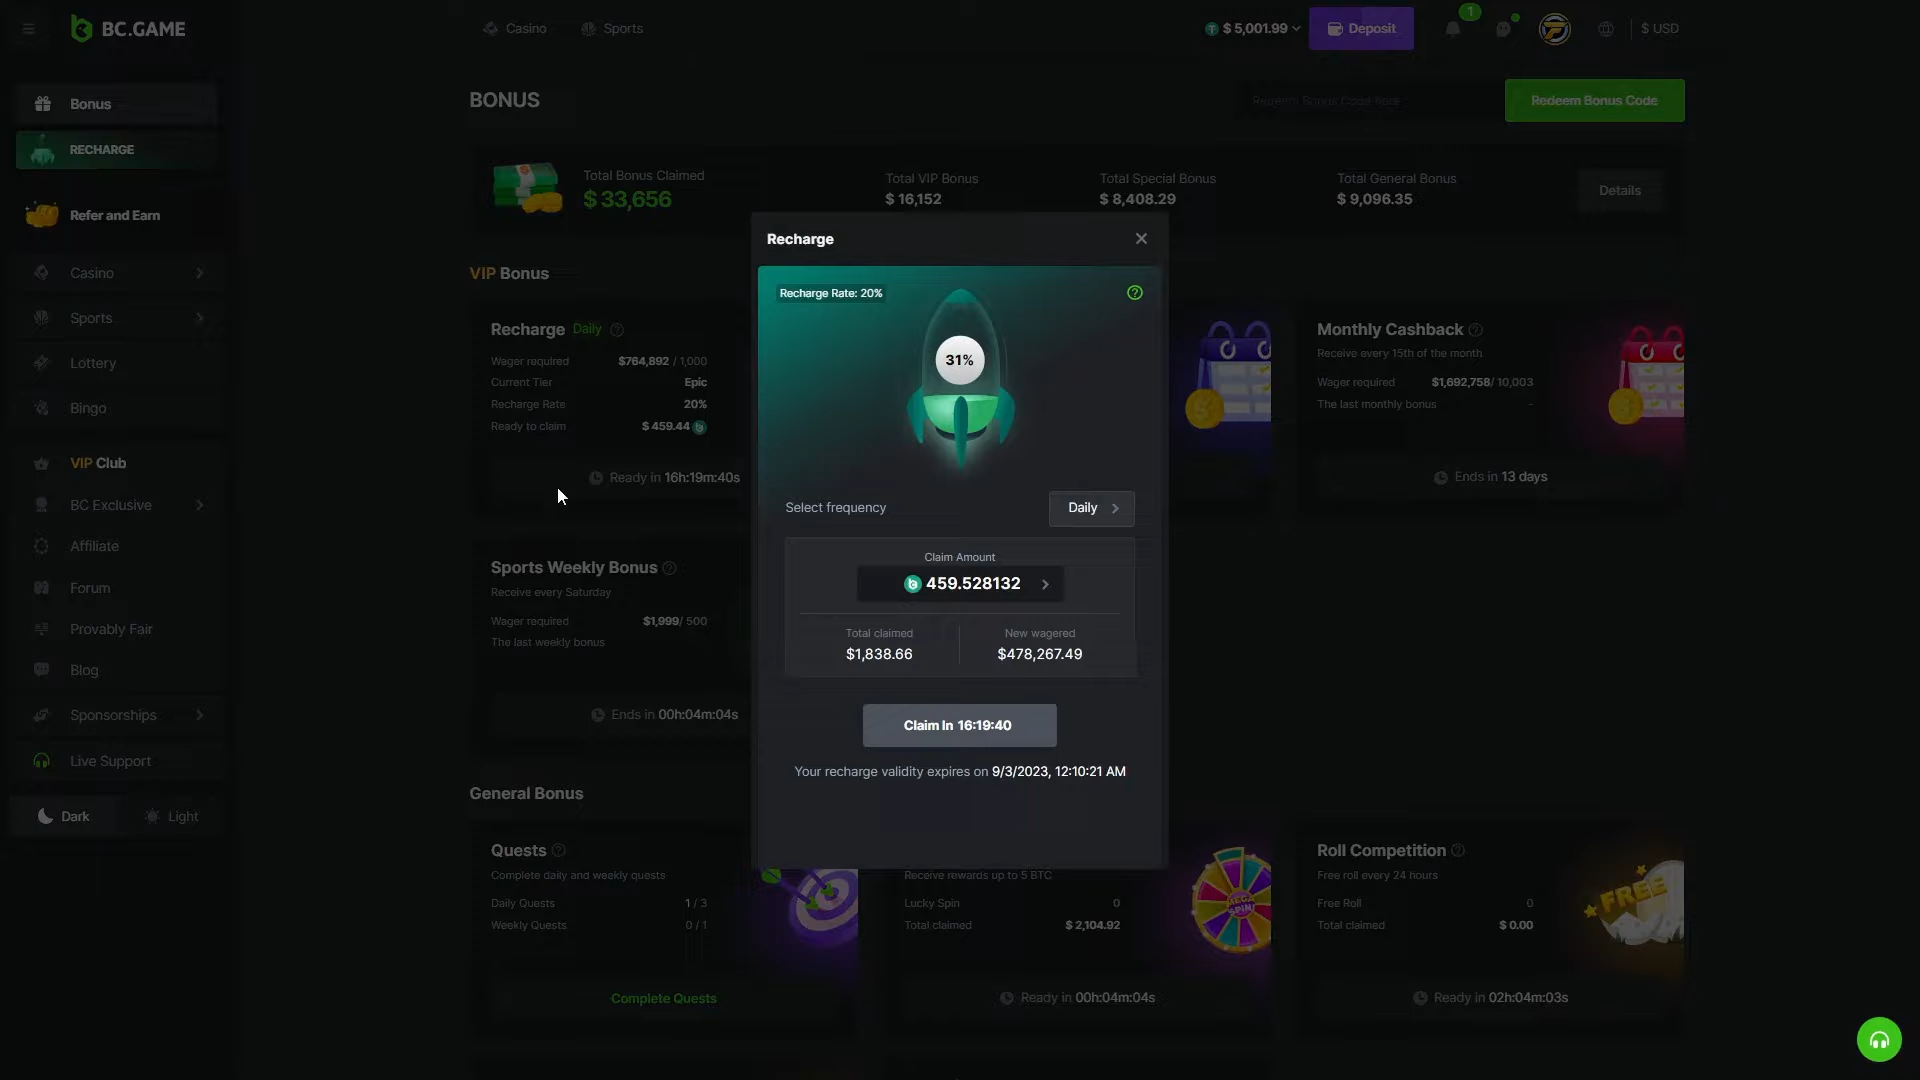 BC.GAME
Casino
Sports
$ 5,001.99
Deposit
1
$ USD
Bonus
RECHARGE
Refer and Earn
Casino
Sports
Lottery
Bingo
VIP Club
BC Exclusive
Affiliate
Forum
Provably Fair
Blog
Sponsorships
Live Support
Dark
Light
BONUS
Redeem Bonus Code here
Redeem Bonus Code
Total Bonus Claimed
$ 33,656
Total VIP Bonus
$ 16,152
Total Special Bonus
$ 8,408.29
Total General Bonus
$ 9,096.35
Details
VIP Bonus
Recharge Daily
Wager required $764,892 / 1,000
Current Tier Epic
Recharge Rate 20%
Ready to claim $ 459.44
Ready in 16h:19m:40s
Recharge
Recharge Rate: 20%
31%
Select frequency Daily
Claim Amount
459.528132
Total claimed
$1,838.66
New wagered
$478,267.49
Claim In 16:19:40
Your recharge validity expires on 9/3/2023, 12:10:21 AM
Monthly Cashback
Receive every 15th of the month
Wager required $1,692,758/ 10,003
The last monthly bonus -
Ends in 13 days
Sports Weekly Bonus
Receive every Saturday
Wager required $1,999/ 500
The last weekly bonus
Ends in 00h:04m:04s
General Bonus
Quests
Complete daily and weekly quests
Daily Quests 1 / 3
Weekly Quests 0 / 1
Complete Quests
Receive rewards up to 5 BTC
Lucky Spin 0
Total claimed $ 2,104.92
MEGA SPIN!
Ready in 00h:04m:04s
Roll Competition
Free roll every 24 hours
Free Roll 0
Total claimed $ 0.00
FREE
Ready in 02h:04m:03s